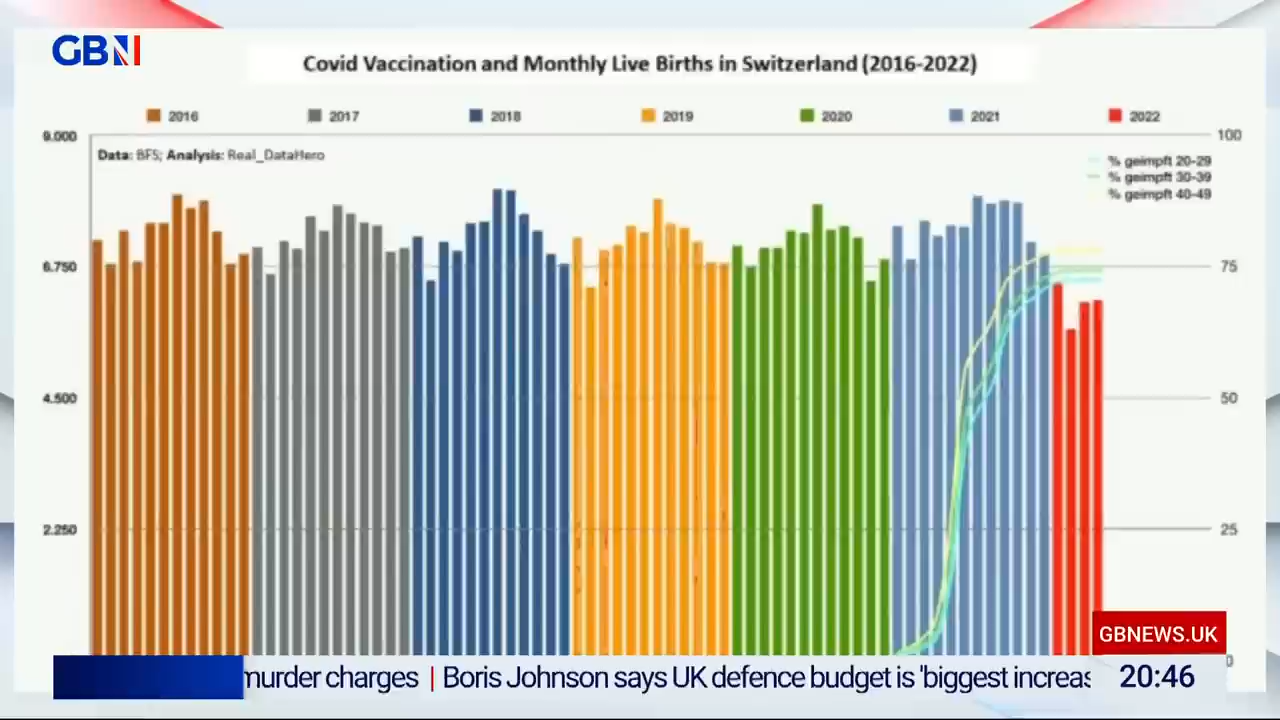 GBN
Covid Vaccination and Monthly Live Births in Switzerland (2016-2022)
2016 2017 2018 2019 2020 2021 2022
9.000 100
Data: BFS; Analysis: Real_DataHero
% geimpft 20-29
% geimpft 30-39
% geimpft 40-49
6.750 75
4.500 50
2.250 25
GBNEWS.UK
0
murder charges | Boris Johnson says UK defence budget is 'biggest increas
20:46